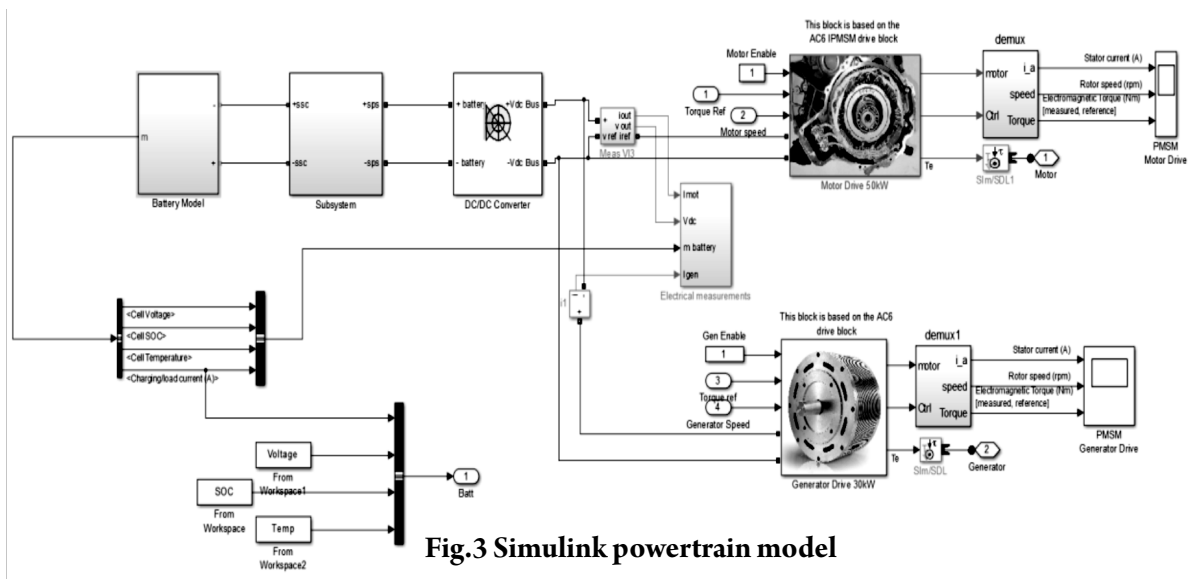 This block is based on the
AC6 IPMSM drive block
Motor Enable
1
1
Torque Ref
2
Motor speed
Te
Motor Drive 50kW
demux
motor
i_a
speed
Ctrl
Torque
Stator current (A)
Rotor speed (rpm)
Electromagnetic Torque (Nm)
[measured, reference]
PMSM
Motor Drive
Sim/SDL1
1
Motor
m
-
+
Battery Model
+ssc
+sps
-ssc
-sps
Subsystem
+ battery
+Vdc Bus
- battery
-Vdc Bus
DC/DC Converter
+
iout
v out
v ref iref
Meas VI3
Imot
Vdc
m battery
Igen
Electrical measurements
i1
-
+
<Cell Voltage>
<Cell SOC>
<Cell Temperature>
<Charging/load current (A)>
Voltage
From
Workspace1
SOC
From
Workspace
Temp
From
Workspace2
1
Batt
This block is based on the AC6
drive block
Gen Enable
1
3
Torque ref
4
Generator Speed
Te
Generator Drive 30kW
demux1
motor
i_a
speed
Ctrl
Torque
Stator current (A)
Rotor speed (rpm)
Electromagnetic Torque (Nm)
[measured, reference]
PMSM
Generator Drive
Sim/SDL
2
Generator
Fig.3 Simulink powertrain model